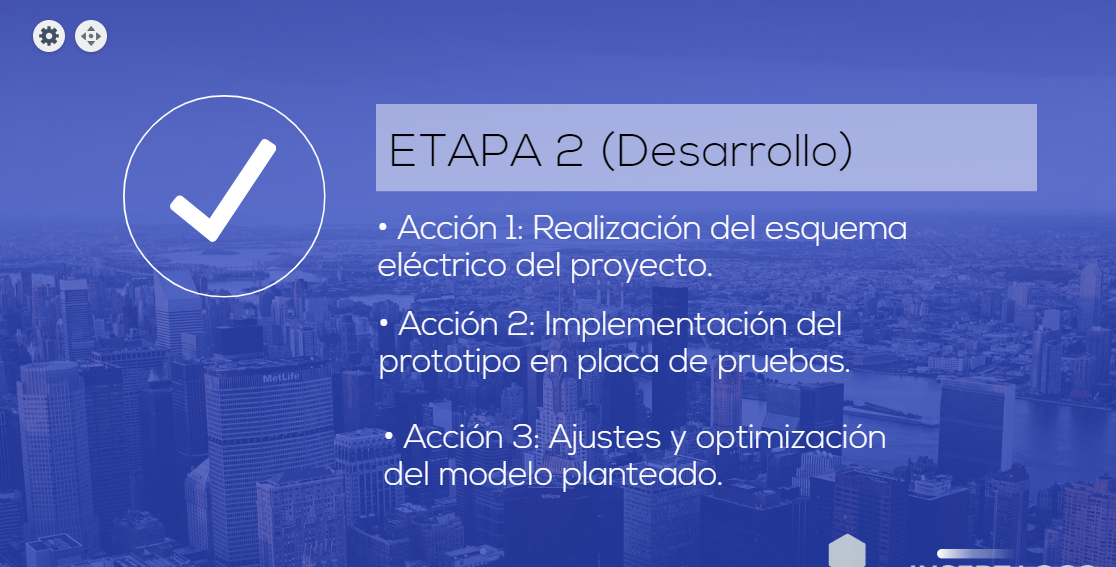 ETAPA 2 (Desarrollo)
• Acción 1: Realización del esquema
eléctrico del proyecto.
• Acción 2: Implementación del
prototipo en placa de pruebas.
MetLife
• Acción 3: Ajustes y optimización
del modelo planteado.